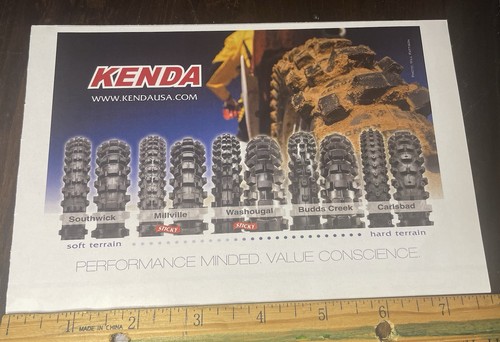 KENDA
WWW.KENDAUSA.COM
Southwick
Millville
Washougal
Budds Creek
Carlsbad
STICKY
STICKY
soft terrain
hard terrain
PERFORMANCE MINDED. VALUE CONSCIENCE.
1 2 3 4 5 6 7
MADE IN CHINA